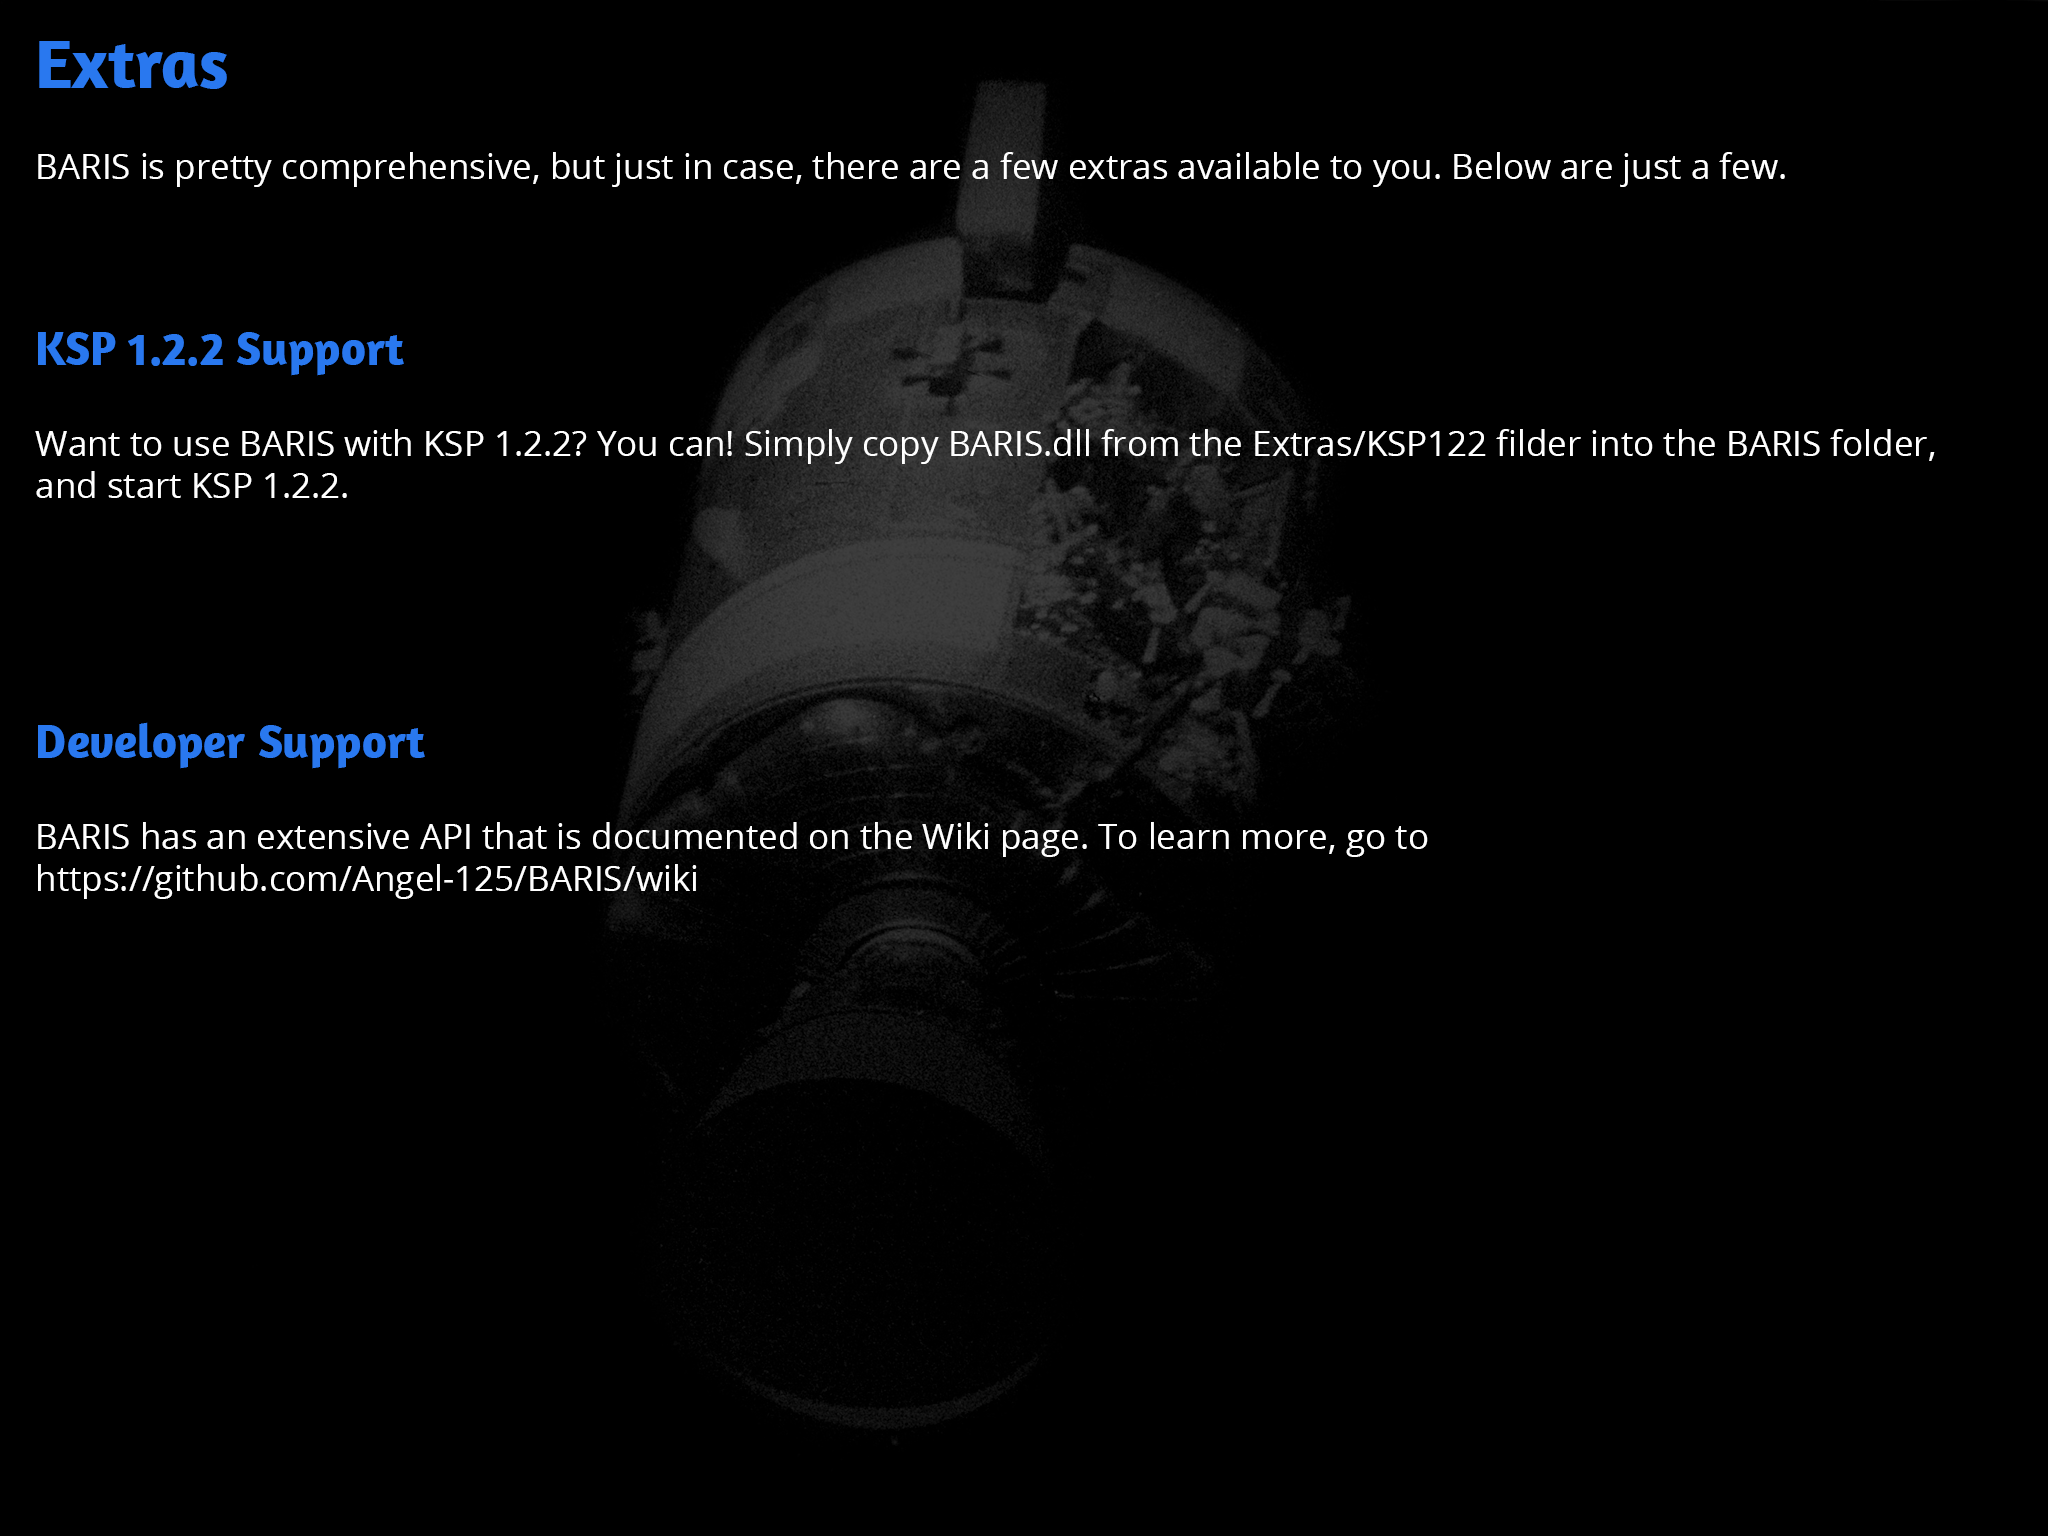 Extras
BARIS is pretty comprehensive, but just in case, there are a few extras available to you. Below are just a few.
KSP 1.2.2 Support
Want to use BARIS with KSP 1.2.2? You can! Simply copy BARIS.dll from the Extras/KSP122 filder into the BARIS folder,
and start KSP 1.2.2.
Developer Support
BARIS has an extensive API that is documented on the Wiki page. To learn more, go to
https://github.com/Angel-125/BARIS/wiki